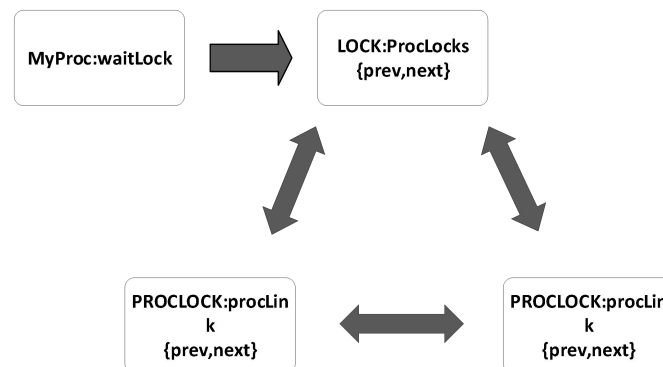 MyProc:waitLock
LOCK:ProcLocks
{prev,next}
PROCLOCK:procLin
k
{prev,next}
PROCLOCK:procLin
k
{prev,next}